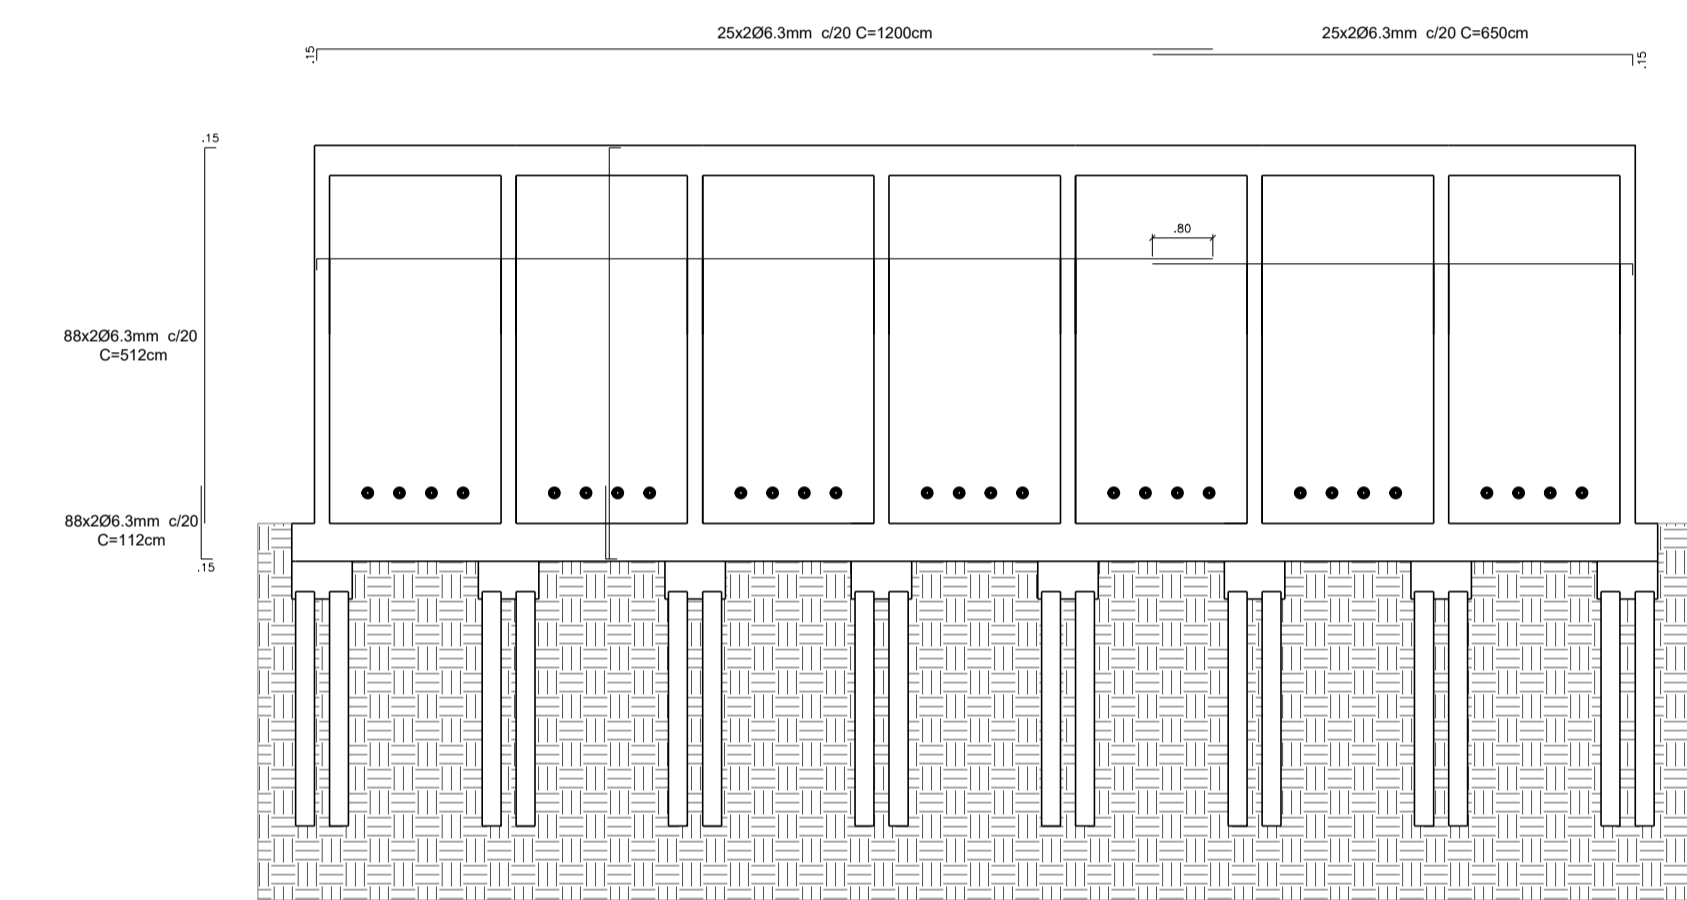 25x2Ø6.3mm c/20 C=1200cm
25x2Ø6.3mm c/20 C=650cm
.15
.15
.15
.80
88x2Ø6.3mm c/20
C=512cm
88x2Ø6.3mm c/20
C=112cm
.15